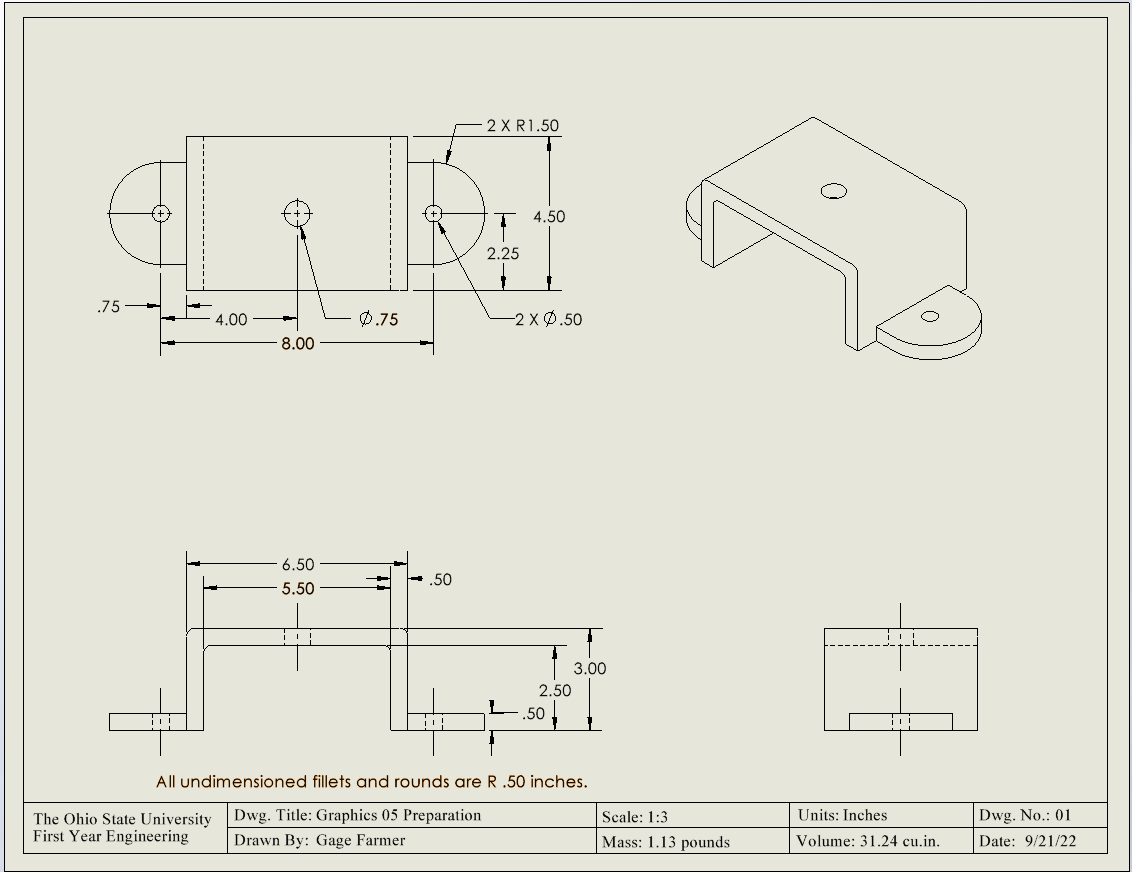 2 X R1.50
4.50
2.25
.75
4.00
Ø.75
2 X Ø.50
8.00
6.50
.50
5.50
3.00
2.50
.50
All undimensioned fillets and rounds are R .50 inches.
The Ohio State University
First Year Engineering
Dwg. Title: Graphics 05 Preparation
Drawn By: Gage Farmer
Scale: 1:3
Mass: 1.13 pounds
Units: Inches
Volume: 31.24 cu.in.
Dwg. No.: 01
Date: 9/21/22